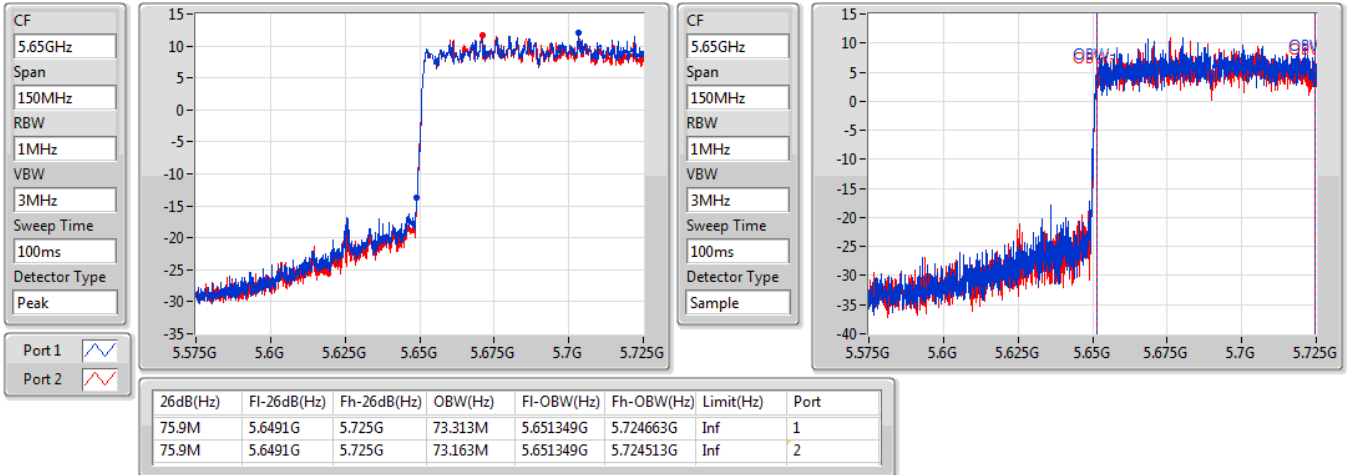 CF
5.65GHz
Span
150MHz
RBW
1MHz
VBW
3MHz
Sweep Time
100ms
Detector Type
Peak
15
10
5
0
-5
-10
-15
-20
-25
-30
-35
5.575G 5.6G 5.625G 5.65G 5.675G 5.7G 5.725G
CF
5.65GHz
Span
150MHz
RBW
1MHz
VBW
3MHz
Sweep Time
100ms
Detector Type
Sample
15
10
5
0
-5
-10
-15
-20
-25
-30
-35
-40
OBW
OBW
5.575G 5.6G 5.625G 5.65G 5.675G 5.7G 5.725G
Port 1
Port 2
26dB(Hz) Fl-26dB(Hz) Fh-26dB(Hz) OBW(Hz) Fl-OBW(Hz) Fh-OBW(Hz) Limit(Hz) Port
75.9M 5.6491G 5.725G 73.313M 5.651349G 5.724663G Inf 1
75.9M 5.6491G 5.725G 73.163M 5.651349G 5.724513G Inf 2